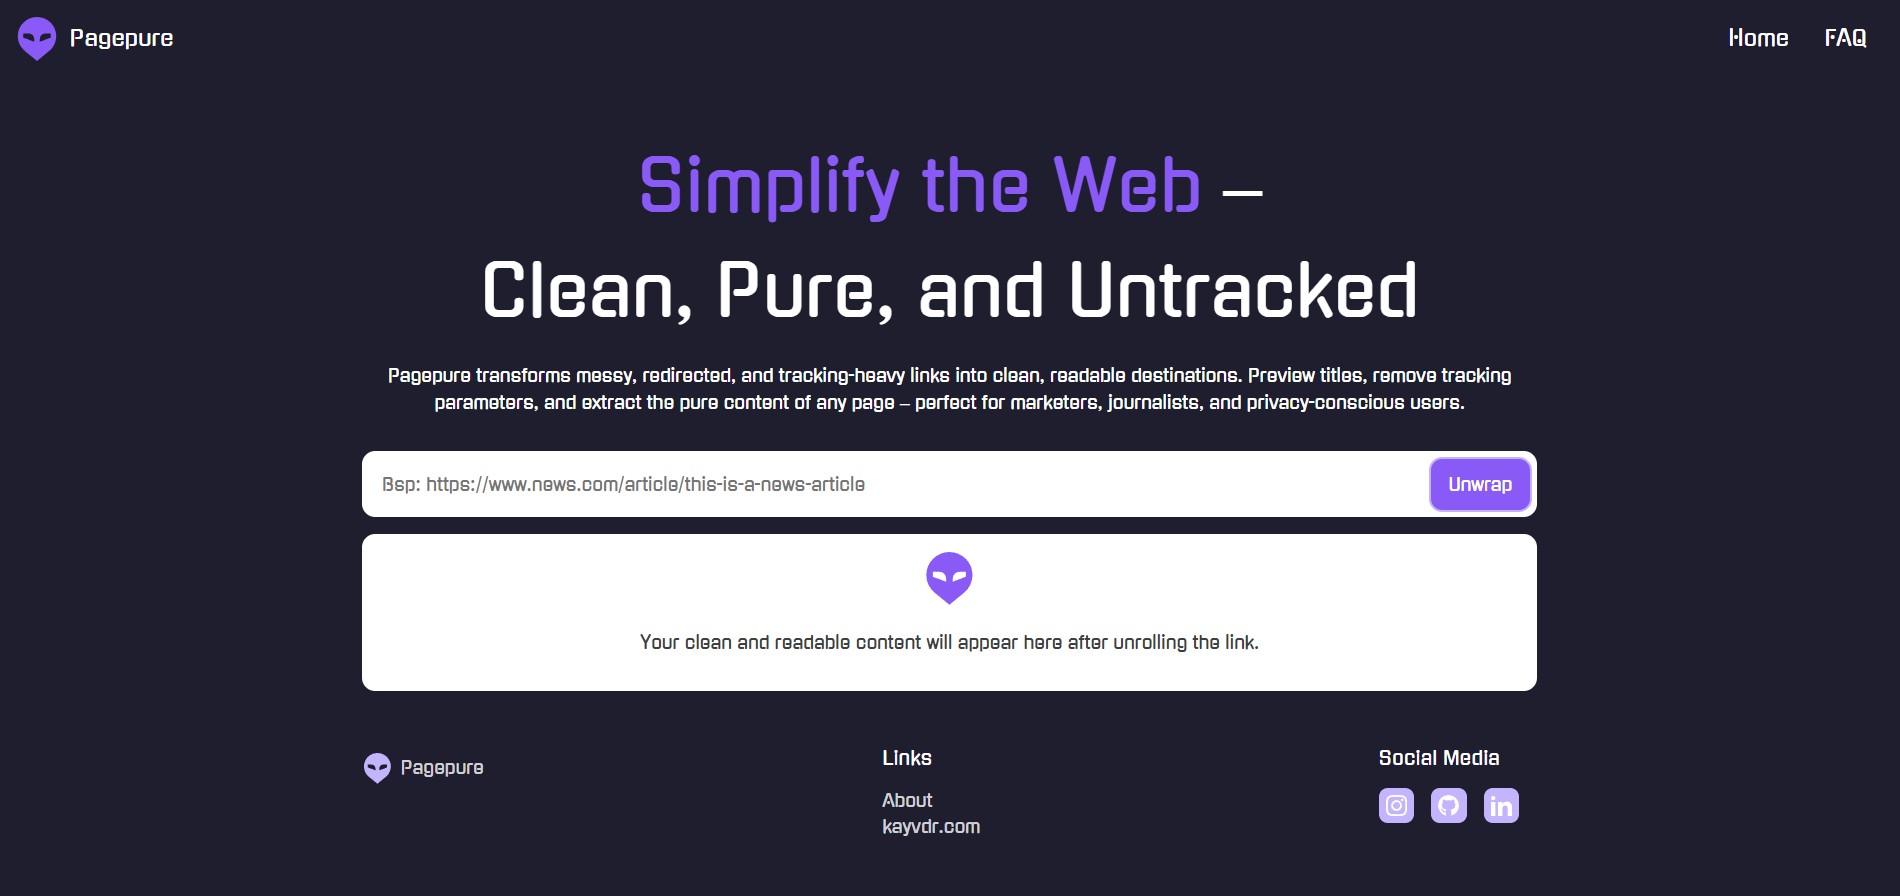 Pagepure
Home
FAQ
Simplify the Web –
Clean, Pure, and Untracked
Pagepure transforms messy, redirected, and tracking-heavy links into clean, readable destinations. Preview titles, remove tracking
parameters, and extract the pure content of any page – perfect for marketers, journalists, and privacy-conscious users.
Bsp: https://www.news.com/article/this-is-a-news-article
Unwrap
Your clean and readable content will appear here after unrolling the link.
Pagepure
Links
About
kayvdr.com
Social Media
in